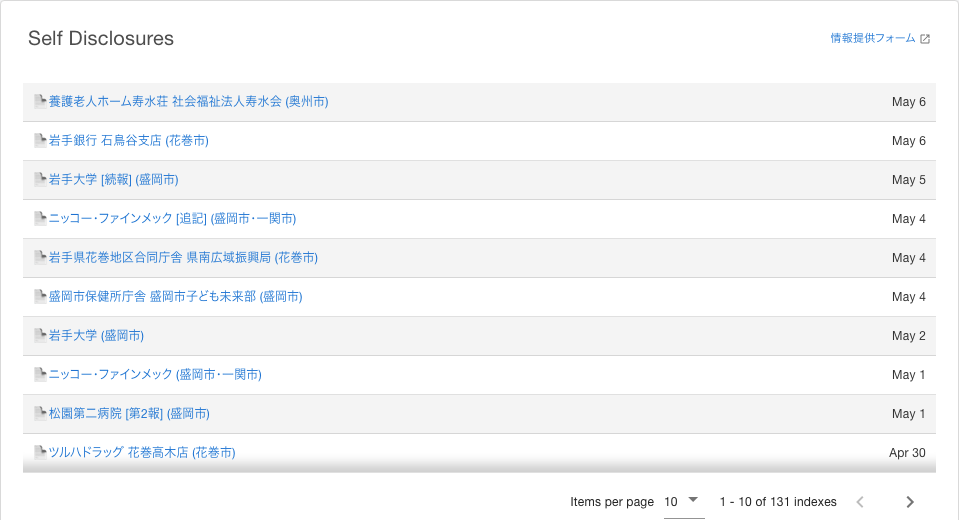 Self Disclosures
情報提供フォーム
養護老人ホーム寿水荘 社会福祉法人寿水会 (奥州市) May 6
岩手銀行 石鳥谷支店 (花巻市) May 6
岩手大学 [続報] (盛岡市) May 5
ニッコー・ファインメック [追記] (盛岡市・一関市) May 4
岩手県花巻地区合同庁舎 県南広域振興局 (花巻市) May 4
盛岡市保健所庁舎 盛岡市子ども未来部 (盛岡市) May 4
岩手大学 (盛岡市) May 2
ニッコー・ファインメック (盛岡市・一関市) May 1
松園第二病院 [第2報] (盛岡市) May 1
ツルハドラッグ 花巻高木店 (花巻市) Apr 30
Items per page 10 1 - 10 of 131 indexes